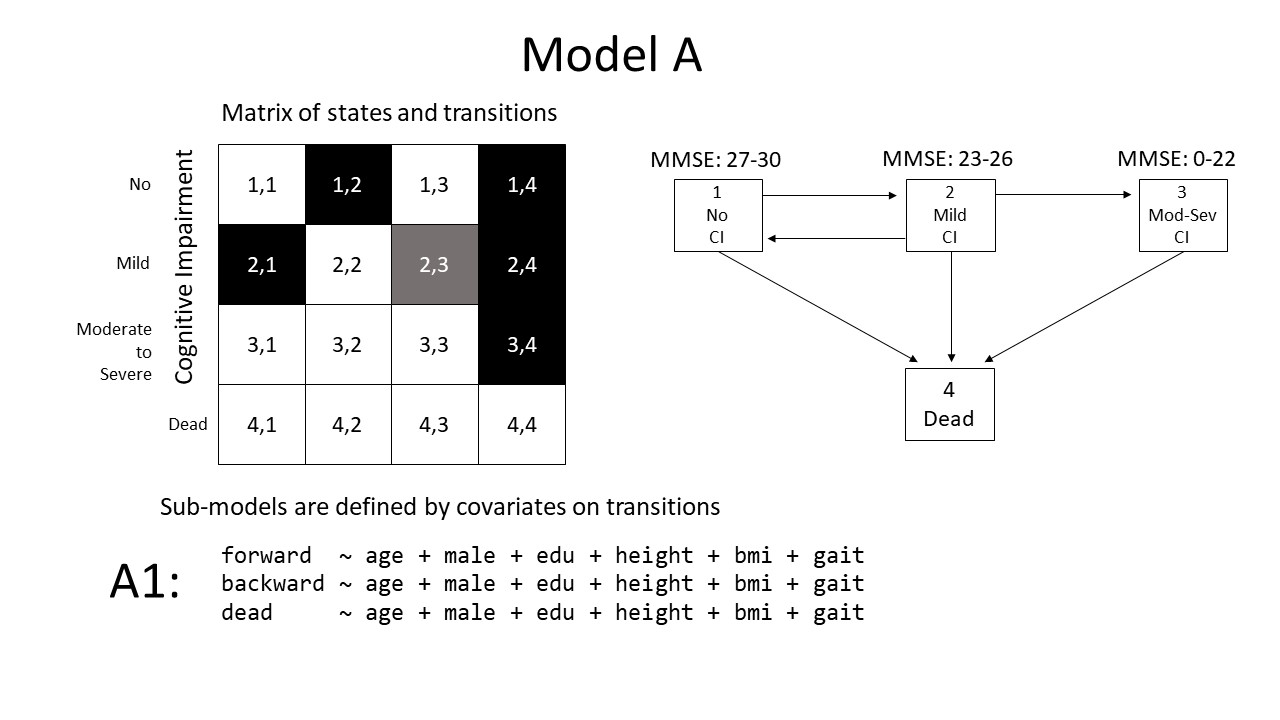 Model A
Matrix of states and transitions
Cognitive Impairment
No
1,1 1,2 1,3 1,4
Mild
2,1 2,2 2,3 2,4
Moderate
to
Severe
3,1 3,2 3,3 3,4
Dead
4,1 4,2 4,3 4,4
MMSE: 27-30
1
No
CI
MMSE: 23-26
2
Mild
CI
MMSE: 0-22
3
Mod-Sev
CI
4
Dead
Sub-models are defined by covariates on transitions
A1:
forward ~ age + male + edu + height + bmi + gait
backward ~ age + male + edu + height + bmi + gait
dead ~ age + male + edu + height + bmi + gait